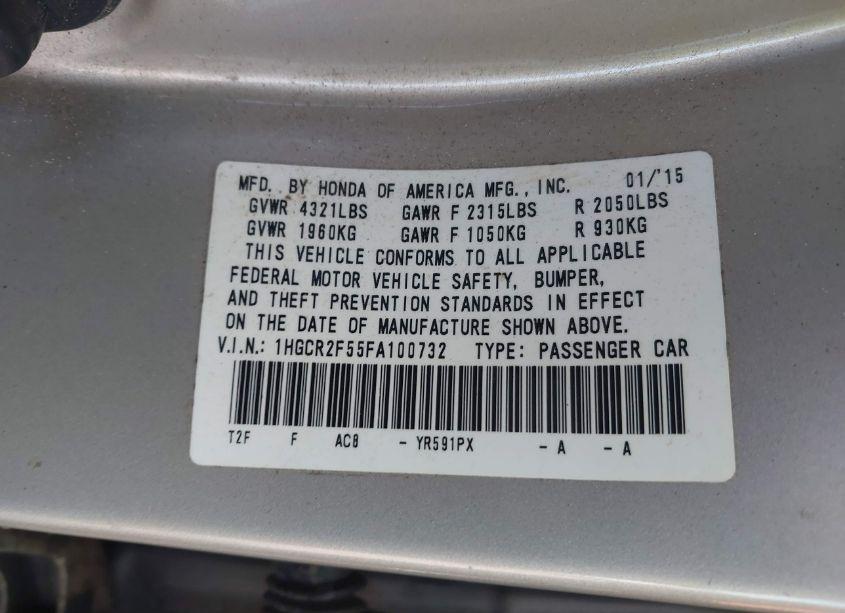 MFD. BY HONDA OF AMERICA MFG., INC. 01/'15
GVWR 4321LBS GAWR F 2315LBS R 2050LBS
GVWR 1960KG GAWR F 1050KG R 930KG
THIS VEHICLE CONFORMS TO ALL APPLICABLE
FEDERAL MOTOR VEHICLE SAFETY, BUMPER,
AND THEFT PREVENTION STANDARDS IN EFFECT
ON THE DATE OF MANUFACTURE SHOWN ABOVE.
V.I.N.: 1HGCR2F55FA100732 TYPE: PASSENGER CAR
T2F F AC8 - YR591PX - A - A